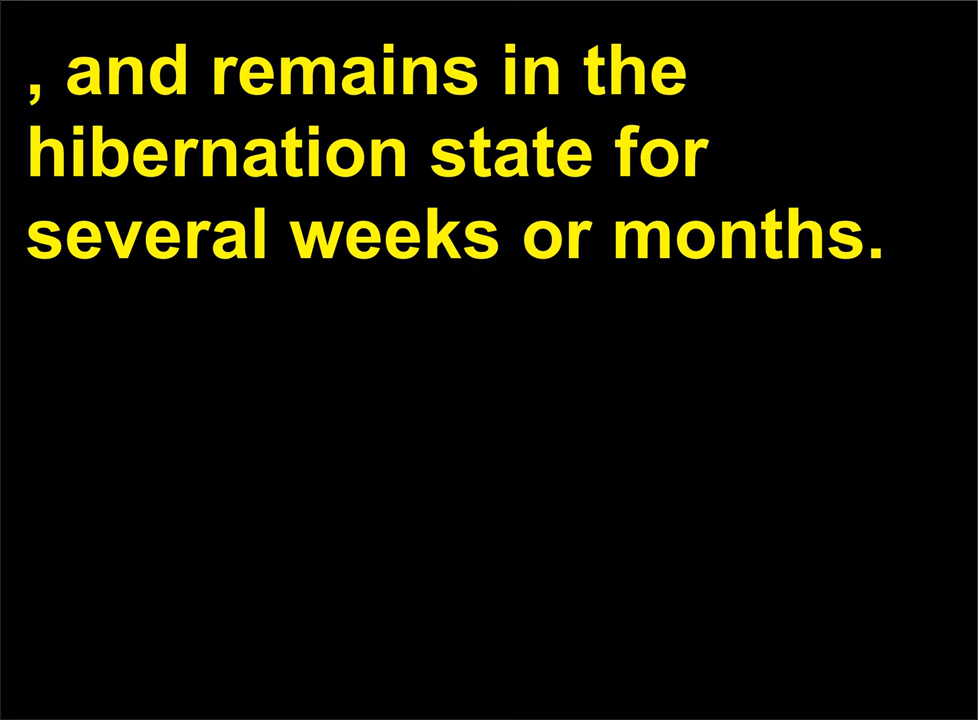 , and remains in the
hibernation state for
several weeks or months.